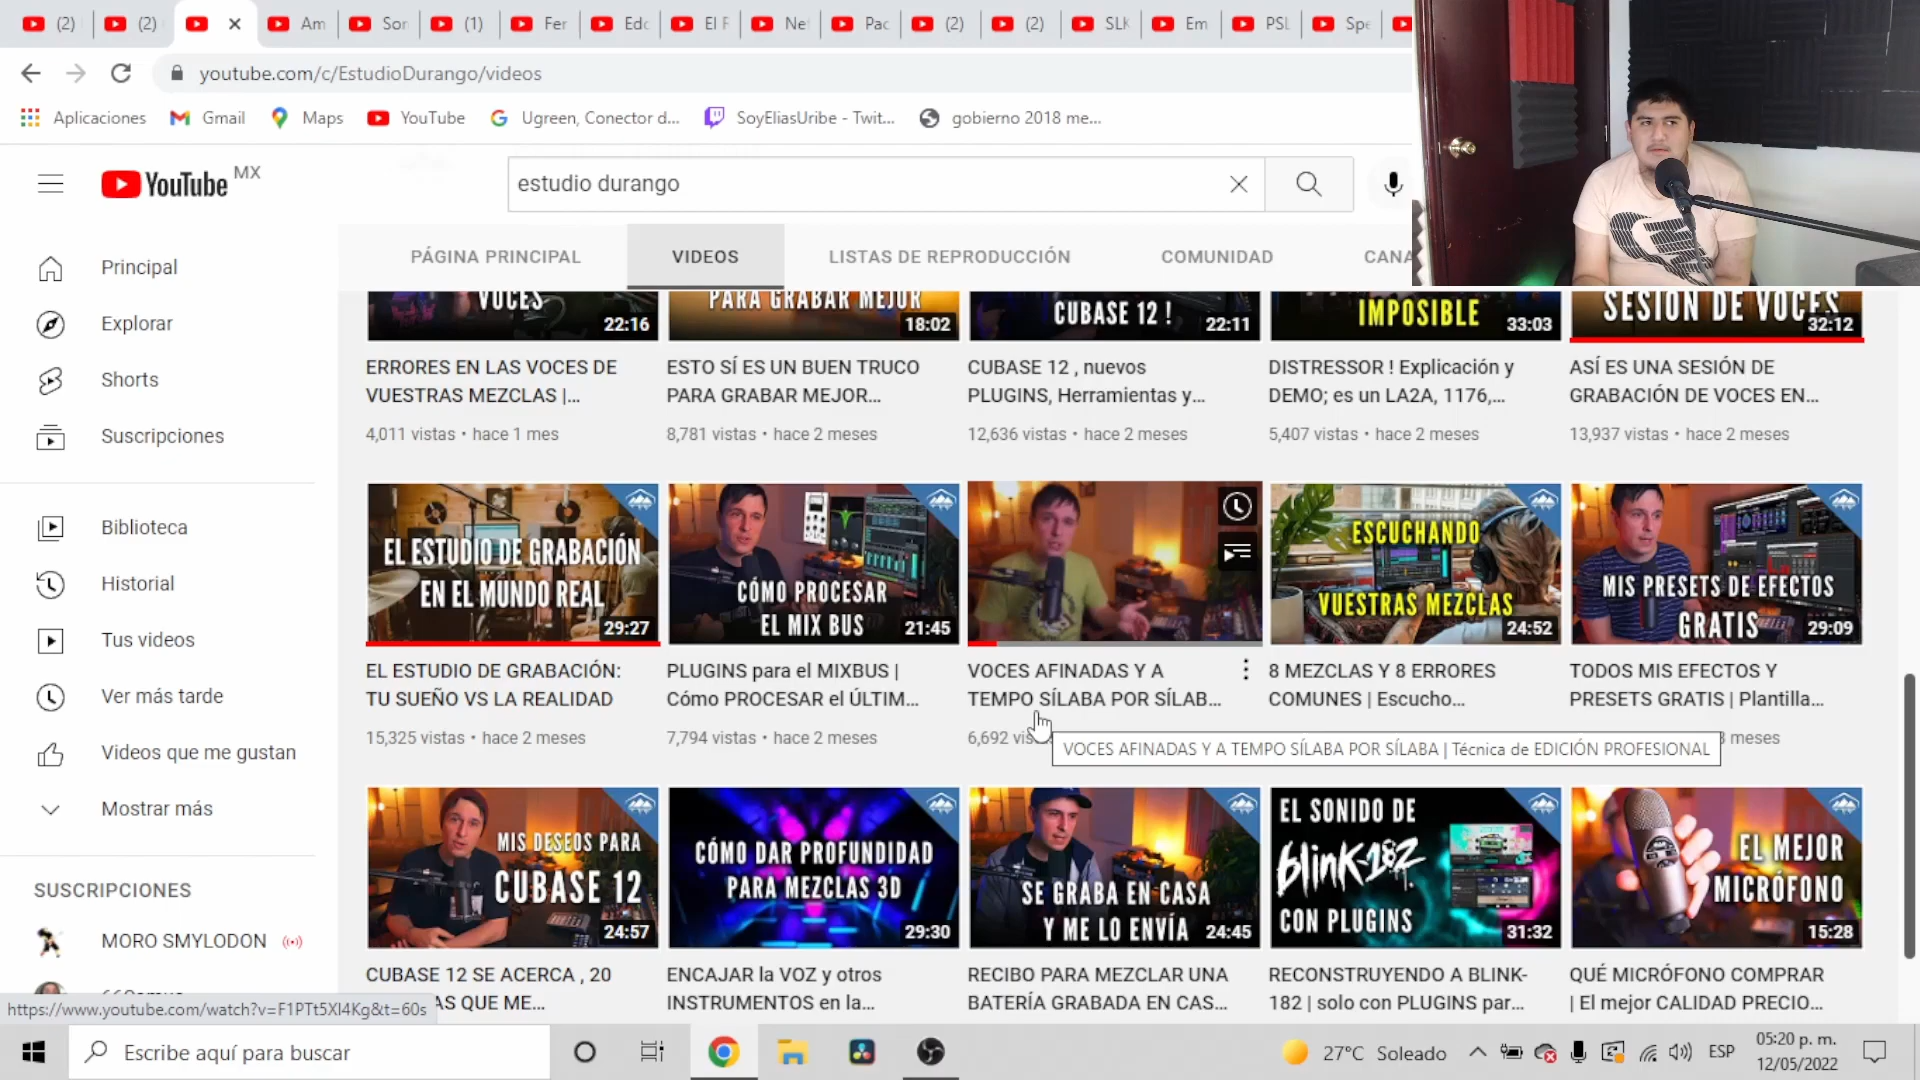 (2)
(2)
Am
Sor
(1)
Fer
Edc
El F
Ne
Pac
(2)
(2)
SLK
Em
PSL
Spe
youtube.com/c/EstudioDurango/videos
Aplicaciones
Gmail
Maps
YouTube
Ugreen, Conector d...
SoyEliasUribe - Twit...
gobierno 2018 me...
YouTube MX
estudio durango
Principal
Explorar
Shorts
Suscripciones
Biblioteca
Historial
Tus videos
Ver más tarde
Videos que me gustan
Mostrar más
SUSCRIPCIONES
MORO SMYLODON
PÁGINA PRINCIPAL
VIDEOS
LISTAS DE REPRODUCCIÓN
COMUNIDAD
CANA
VOCES
22:16
PARA GRABAR MEJOR
18:02
CUBASE 12 !
22:11
IMPOSIBLE
33:03
SESIÓN DE VOCES
32:12
ERRORES EN LAS VOCES DE
VUESTRAS MEZCLAS |...
4,011 vistas • hace 1 mes
ESTO SÍ ES UN BUEN TRUCO
PARA GRABAR MEJOR...
8,781 vistas • hace 2 meses
CUBASE 12 , nuevos
PLUGINS, Herramientas y...
12,636 vistas • hace 2 meses
DISTRESSOR ! Explicación y
DEMO; es un LA2A, 1176,...
5,407 vistas • hace 2 meses
ASÍ ES UNA SESIÓN DE
GRABACIÓN DE VOCES EN...
13,937 vistas • hace 2 meses
EL ESTUDIO DE GRABACIÓN
EN EL MUNDO REAL
29:27
CÓMO PROCESAR
EL MIX BUS
21:45
ESCUCHANDO
VUESTRAS MEZCLAS
24:52
MIS PRESETS DE EFECTOS
GRATIS
29:09
EL ESTUDIO DE GRABACIÓN:
TU SUEÑO VS LA REALIDAD
15,325 vistas • hace 2 meses
PLUGINS para el MIXBUS |
Cómo PROCESAR el ÚLTIM...
7,794 vistas • hace 2 meses
VOCES AFINADAS Y A
TEMPO SÍLABA POR SÍLAB...
6,692 vis
VOCES AFINADAS Y A TEMPO SÍLABA POR SÍLABA | Técnica de EDICIÓN PROFESIONAL
8 MEZCLAS Y 8 ERRORES
COMUNES | Escucho...
TODOS MIS EFECTOS Y
PRESETS GRATIS | Plantilla...
meses
MIS DESEOS PARA
CUBASE 12
24:57
CÓMO DAR PROFUNDIDAD
PARA MEZCLAS 3D
29:30
SE GRABA EN CASA
Y ME LO ENVÍA
24:45
EL SONIDO DE
blink-182
CON PLUGINS
31:32
EL MEJOR
MICRÓFONO
15:28
CUBASE 12 SE ACERCA , 20
AS QUE ME...
ENCAJAR la VOZ y otros
INSTRUMENTOS en la...
RECIBO PARA MEZCLAR UNA
BATERÍA GRABADA EN CAS...
RECONSTRUYENDO A BLINK-
182 | solo con PLUGINS par...
QUÉ MICRÓFONO COMPRAR
| El mejor CALIDAD PRECIO...
https://www.youtube.com/watch?v=F1PTt5Xl4Kg&t=60s
Escribe aquí para buscar
27°C Soleado
ESP
05:20 p. m.
12/05/2022